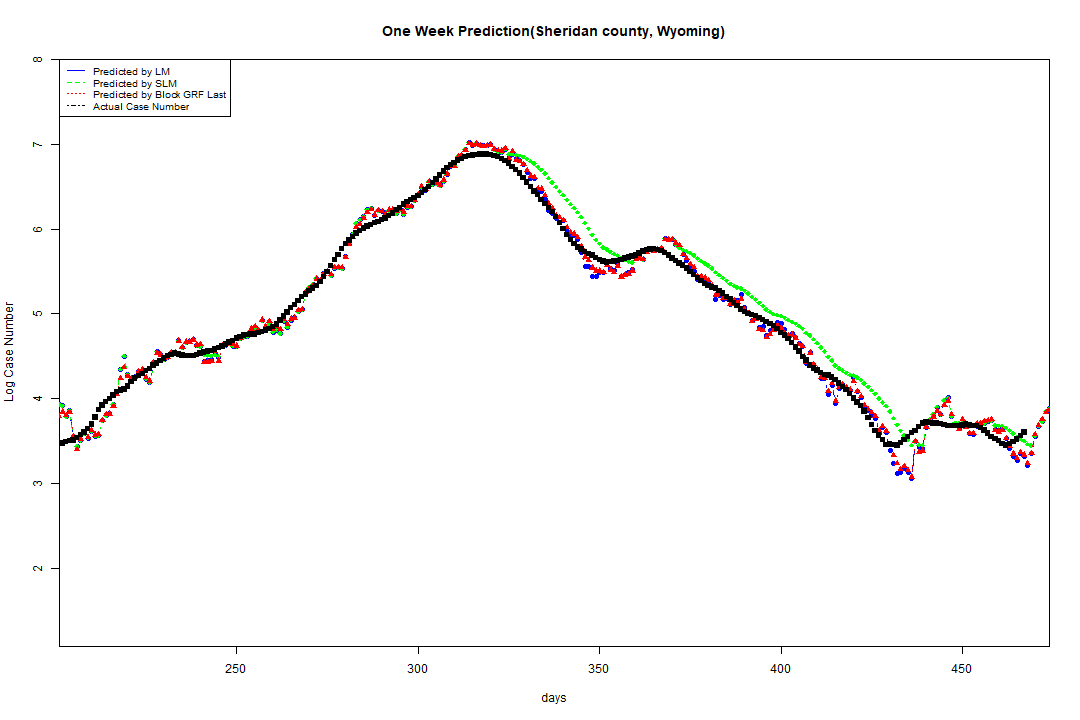 One Week Prediction(Sheridan county, Wyoming)
8
Predicted by LM
Predicted by SLM
Predicted by Block GRF Last
Actual Case Number
7
6
5
4
3
2
Log Case Number
250 300 350 400 450
days